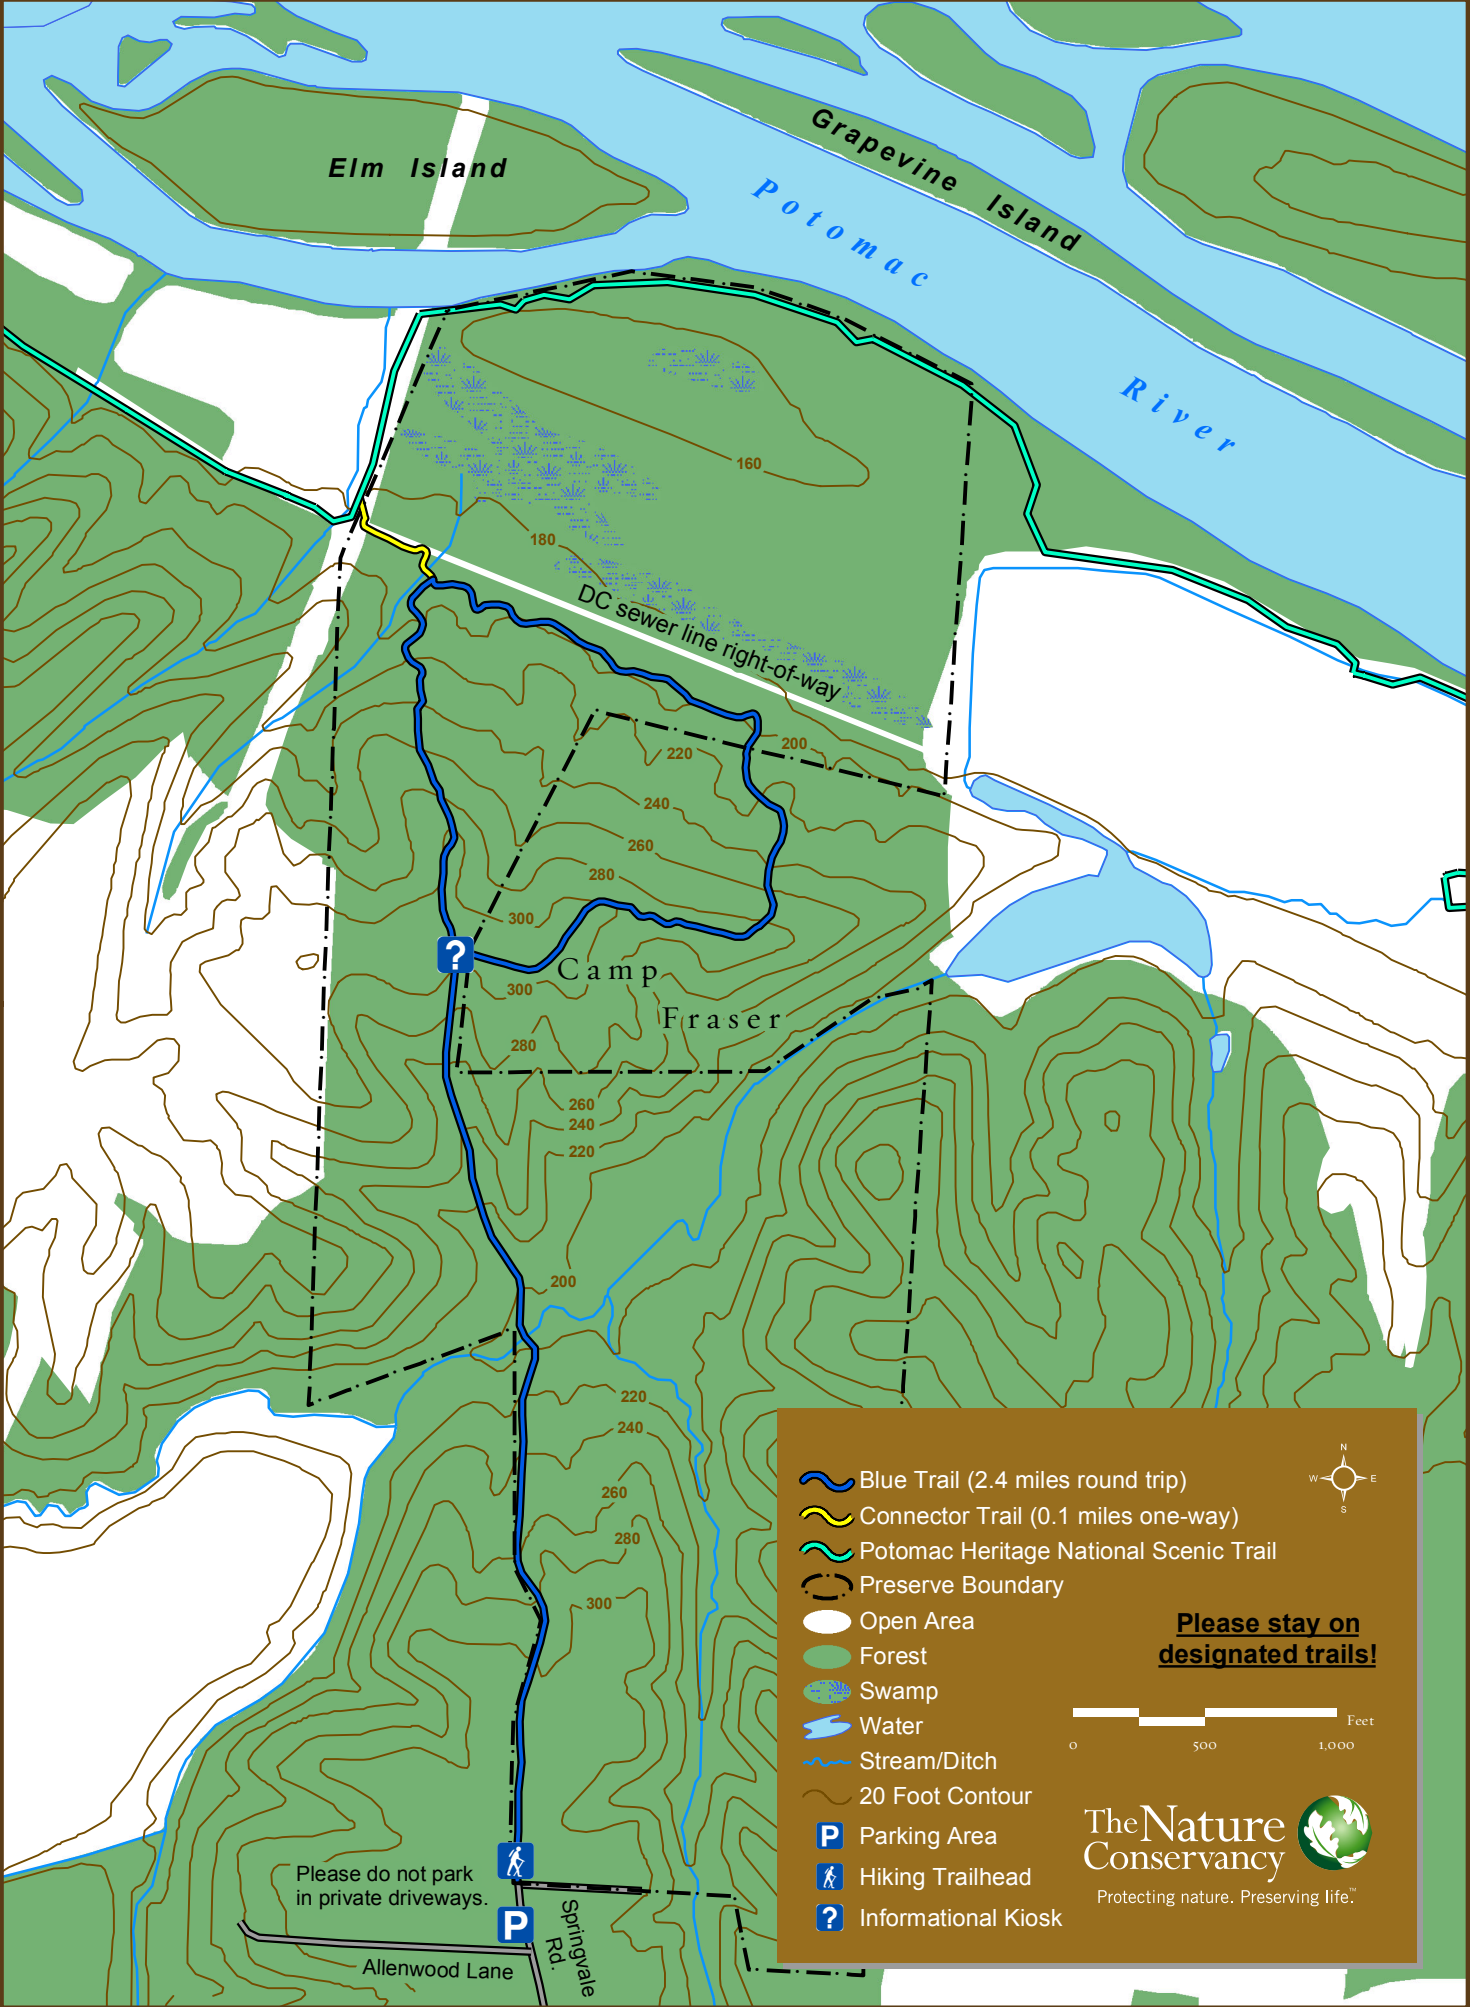 Elm Island
Grapevine Island
Potomac
River
160
180
DC sewer line right-of-way
200
220
240
260
280
300
Camp
Fraser
300
280
260
240
220
200
220
240
260
280
300
Please do not park
in private driveways.
Allenwood Lane
Springvale
Rd.
P
?
N
W E
S
Blue Trail (2.4 miles round trip)
Connector Trail (0.1 miles one-way)
Potomac Heritage National Scenic Trail
Preserve Boundary
Open Area
Forest
Swamp
Water
Stream/Ditch
20 Foot Contour
P Parking Area
Hiking Trailhead
? Informational Kiosk
Please stay on
designated trails!
Feet
0 500 1,000
The Nature
Conservancy
Protecting nature. Preserving life.™